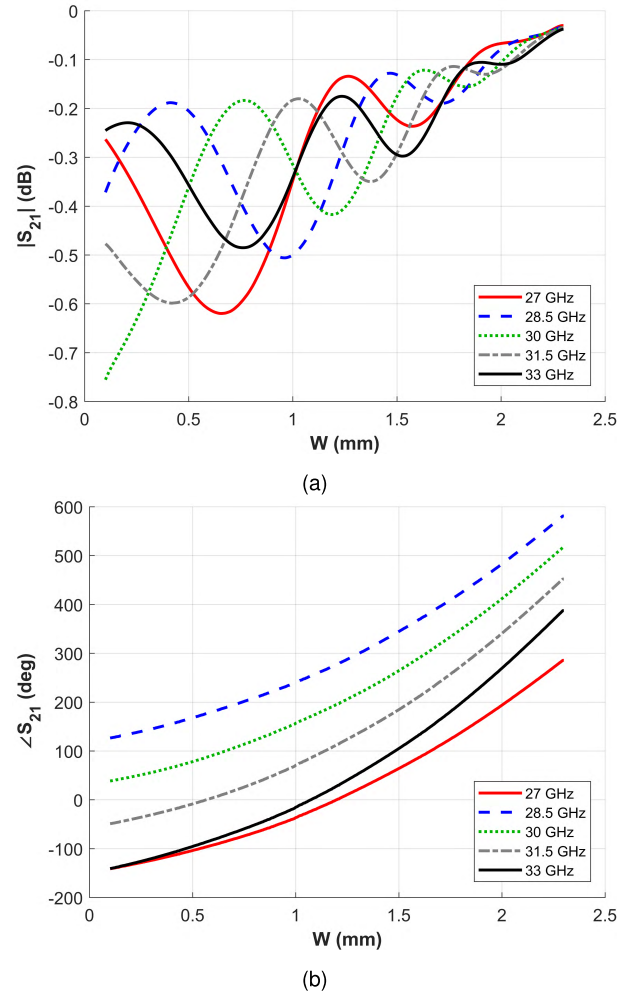 0
-0.1
-0.2
-0.3
-0.4
-0.5
-0.6
-0.7
-0.8
|S21| (dB)
27 GHz
28.5 GHz
30 GHz
31.5 GHz
33 GHz
0 0.5 1 1.5 2 2.5
W (mm)
(a)
600
500
400
300
200
100
0
-100
-200
∠S21 (deg)
27 GHz
28.5 GHz
30 GHz
31.5 GHz
33 GHz
0 0.5 1 1.5 2 2.5
W (mm)
(b)